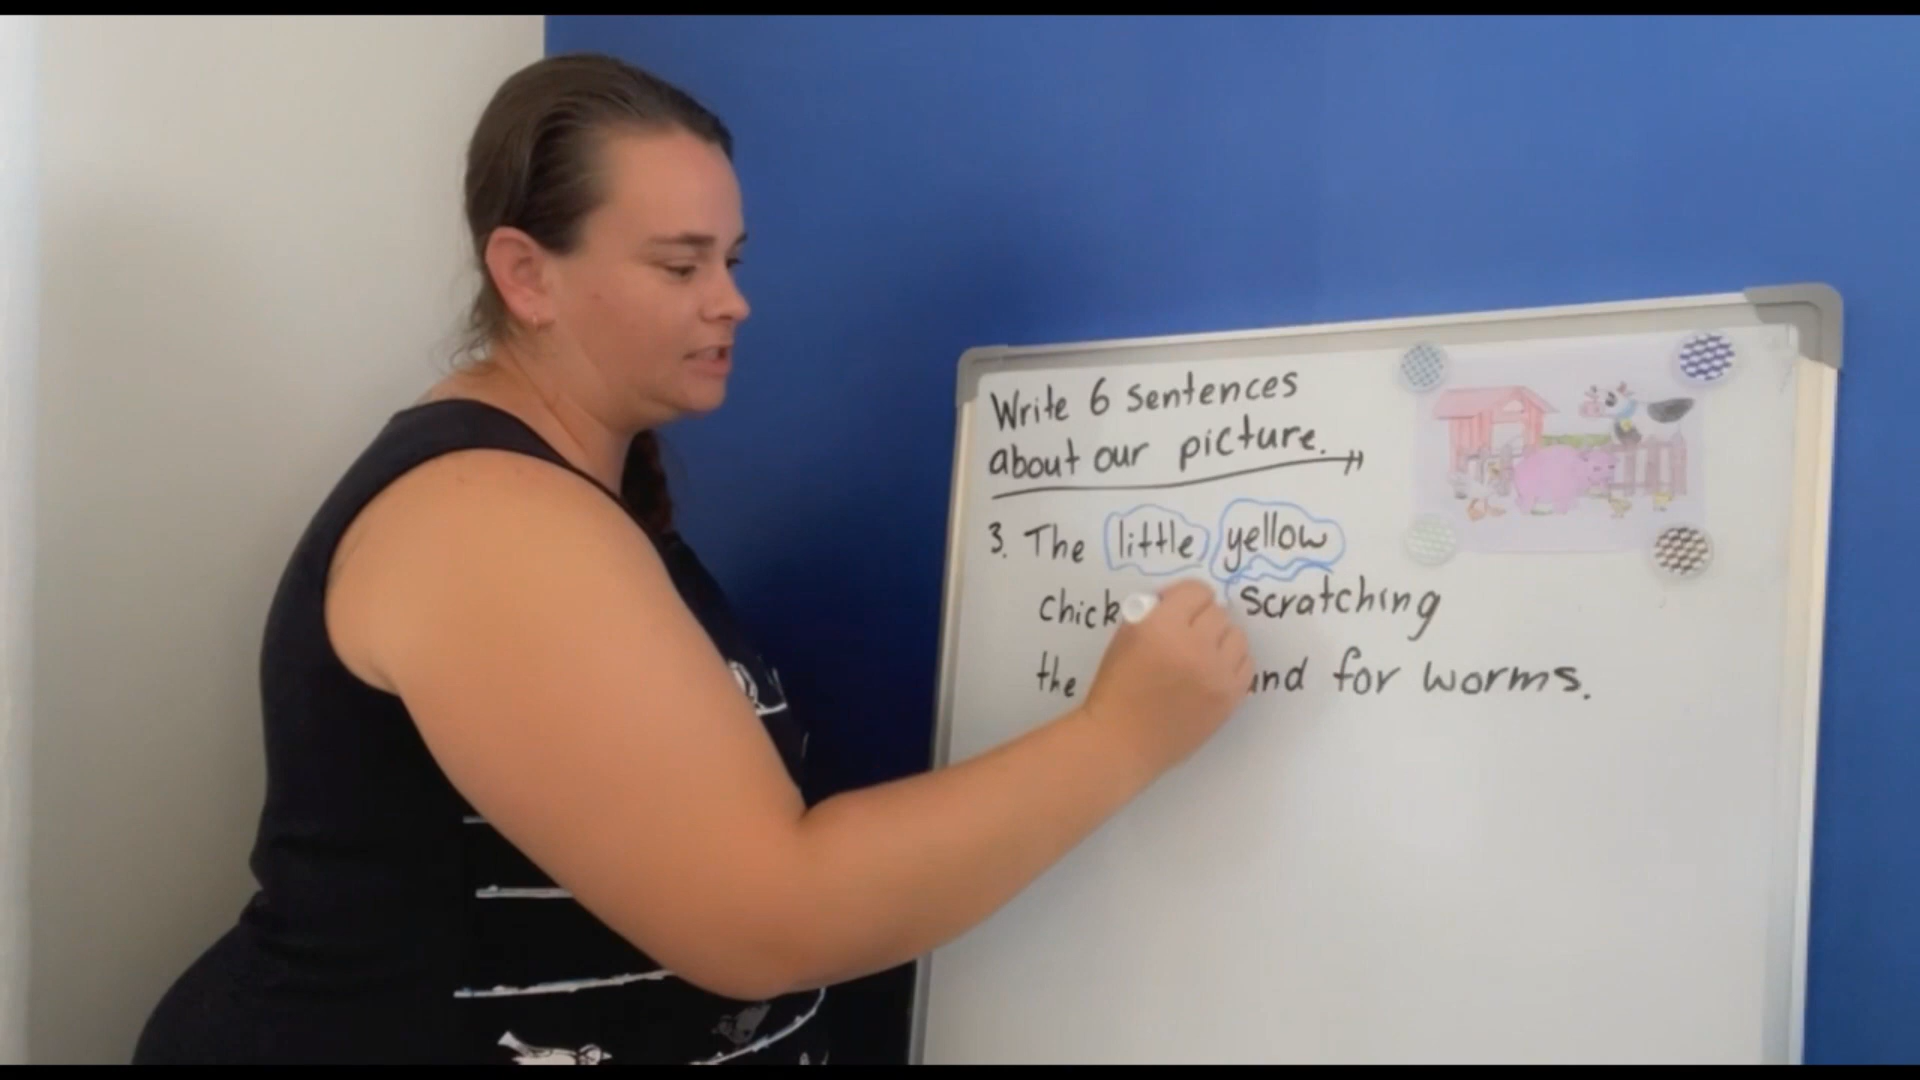 Write 6 sentences
about our picture.
3. The little yellow
chick scratching
the for worms.